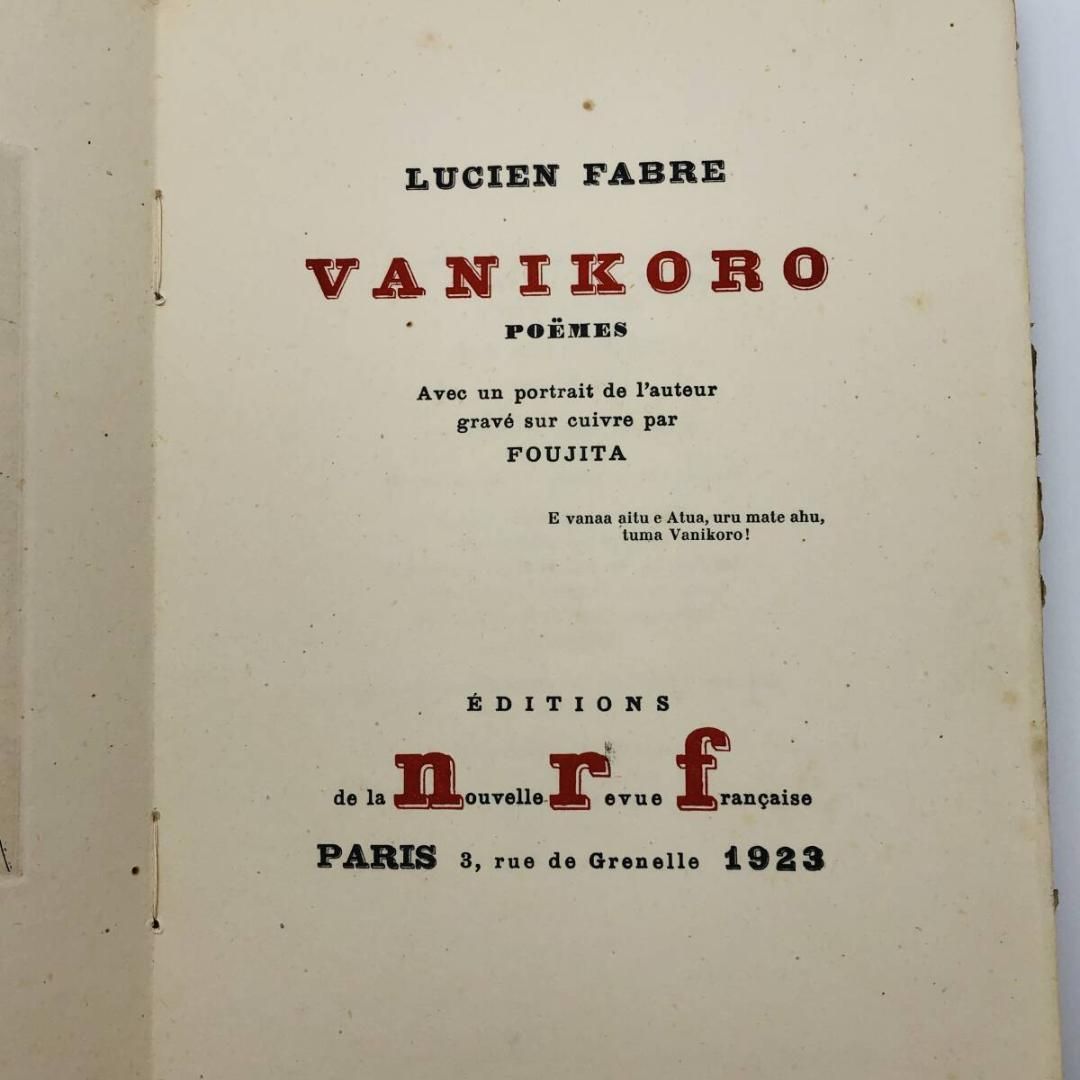 LUCIEN FABRE
VANIKORO
POËMES
Avec un portrait de l'auteur
gravé sur cuivre par
FOUJITA
E vanaa aitu e Atua, uru mate ahu,
tuma Vanikoro!
ÉDITIONS
de la nouvelle revue française
PARIS 3, rue de Grenelle 1923